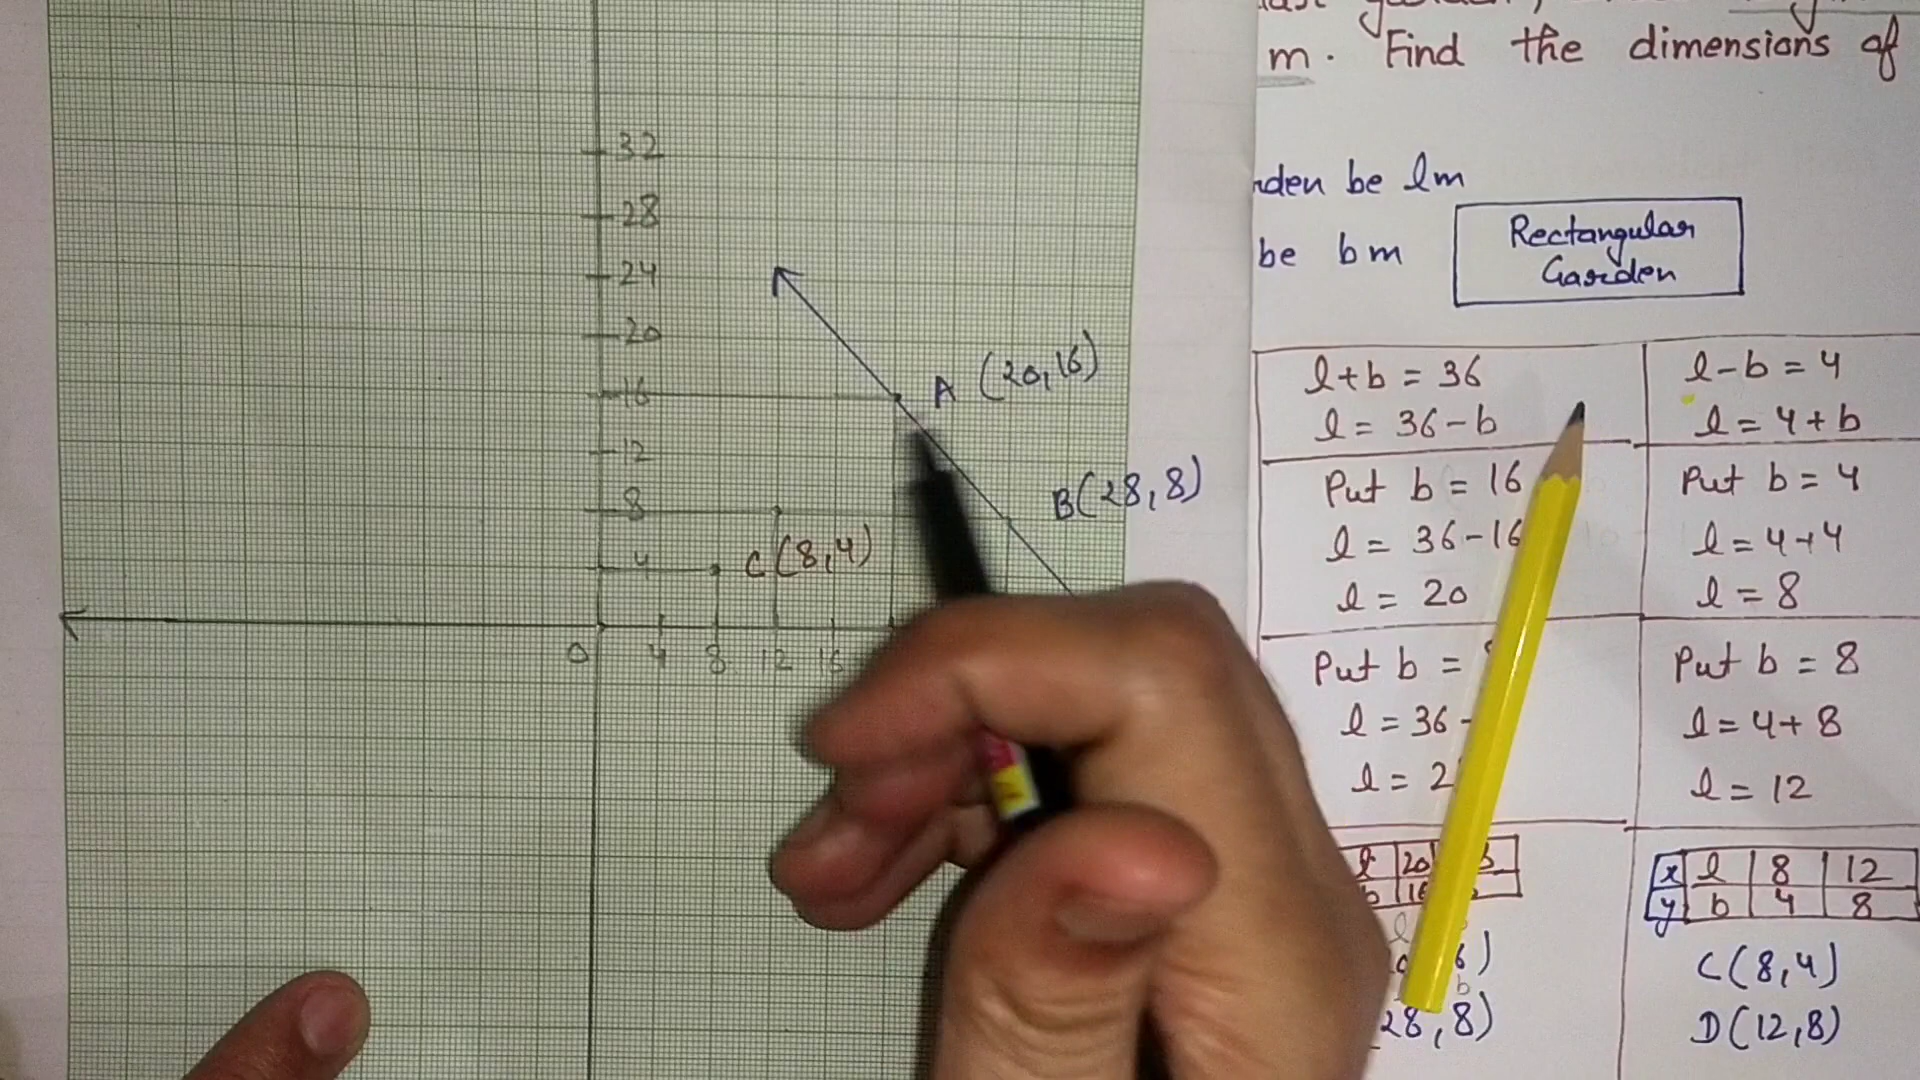 m. Find the dimensions of
be lm
be bm
Rectangular
Garden
32
28
24
20
16
12
8
4
0 4 8 12 16
A (20,16)
B(28,8)
C(8,4)
l+b = 36
l = 36-b
Put b = 16
l = 36-16
l = 20
Put b =
l = 36-
l = 2
l 20
b 16
28,8)
l-b = 4
l = 4+b
Put b = 4
l = 4+4
l = 8
Put b = 8
l = 4+8
l = 12
x l 8 12
y b 4 8
C(8,4)
D(12,8)